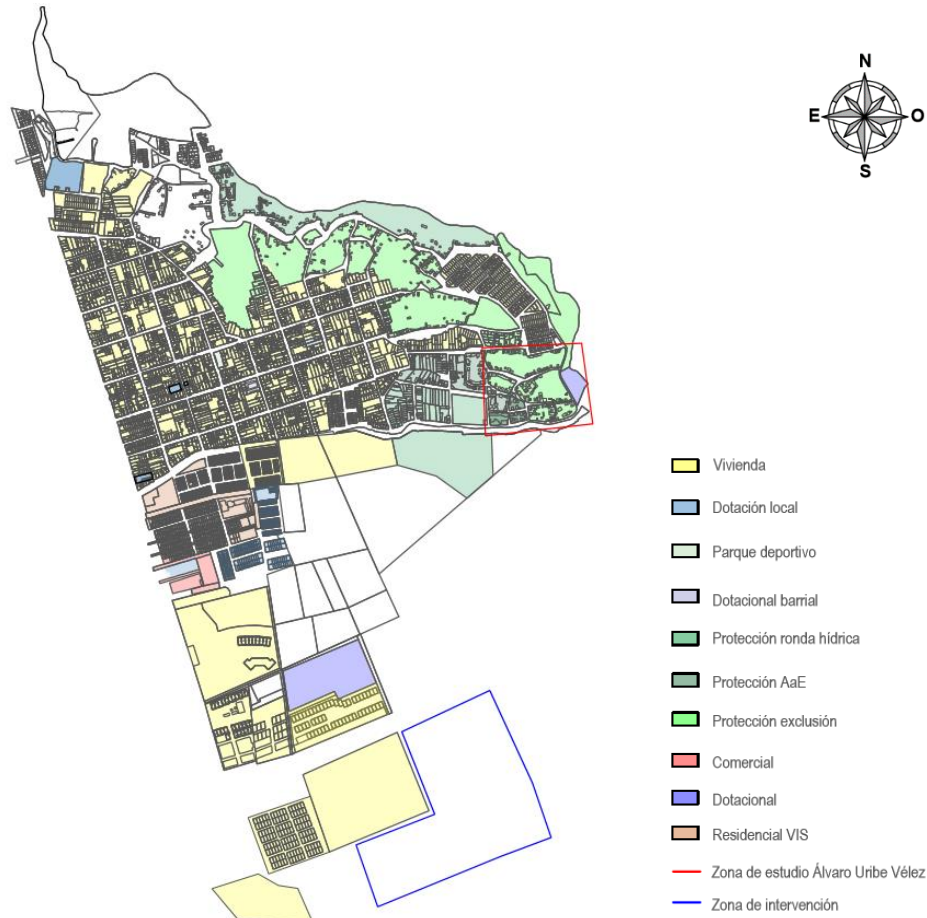 N
E
O
S
Vivienda
Dotación local
Parque deportivo
Dotacional barrial
Protección ronda hídrica
Protección AaE
Protección exclusión
Comercial
Dotacional
Residencial VIS
Zona de estudio Álvaro Uribe Vélez
Zona de intervención